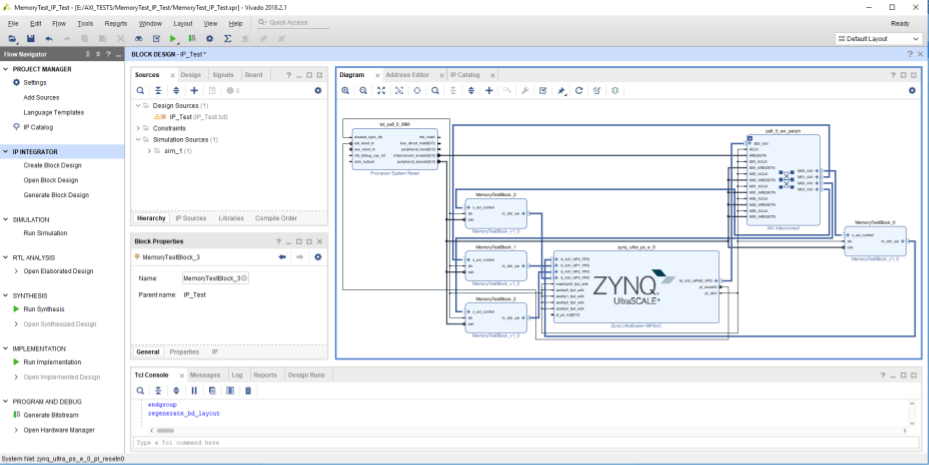 MemoryTest_IP_Test - [E:/AXI_TESTS/MemoryTest_IP_Test/MemoryTest_IP_Test.xpr] - Vivado 2018.2.1
File Edit Flow Tools Reports Window Layout View Help Quick Access Ready
Default Layout
Flow Navigator
BLOCK DESIGN - IP_Test *
PROJECT MANAGER
Settings
Add Sources
Language Templates
IP Catalog
IP INTEGRATOR
Create Block Design
Open Block Design
Generate Block Design
SIMULATION
Run Simulation
RTL ANALYSIS
Open Elaborated Design
SYNTHESIS
Run Synthesis
Open Synthesized Design
IMPLEMENTATION
Run Implementation
Open Implemented Design
PROGRAM AND DEBUG
Generate Bitstream
Open Hardware Manager
Sources Design Signals Board
0
Design Sources (1)
IP_Test (IP_Test.bd)
Constraints
Simulation Sources (1)
sim_1 (1)
Hierarchy IP Sources Libraries Compile Order
Block Properties
MemoryTestBlock_3
Name: MemoryTestBlock_3
Parent name: IP_Test
General Properties IP
Diagram Address Editor IP Catalog
Processor System Reset
MemoryTestBlock_0
MemoryTestBlock_v1_0
MemoryTestBlock_1
MemoryTestBlock_v1_0
MemoryTestBlock_2
MemoryTestBlock_v1_0
zynq_ultra_ps_e_0
ZYNQ
UltraSCALE+
Zynq UltraScale+ MPSoC
ps8_0_axi_periph
AXI Interconnect
MemoryTestBlock_v1_0
Tcl Console Messages Log Reports Design Runs
endgroup
regenerate_bd_layout
Type a Tcl command here
System Net: zynq_ultra_ps_e_0_pl_resetn0